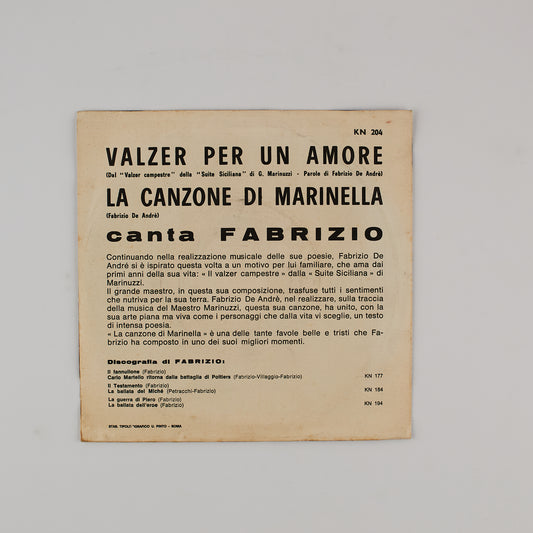 KN 204
VALZER PER UN AMORE
(Dal "Valzer campestre" della "Suite Siciliana" di G. Marinuzzi - Parole di Fabrizio De Andrè)
LA CANZONE DI MARINELLA
(Fabrizio De Andrè)
canta FABRIZIO
Continuando nella realizzazione musicale delle sue poesie, Fabrizio De
Andrè si è ispirato questa volta a un motivo per lui familiare, che ama dai
primi anni della sua vita: « Il valzer campestre » dalla « Suite Siciliana » di
Marinuzzi.
Il grande maestro, in questa sua composizione, trasfuse tutti i sentimenti
che nutriva per la sua terra. Fabrizio De Andrè, nel realizzare, sulla traccia
della musica del Maestro Marinuzzi, questa sua canzone, ha unito, con la
sua arte piana ma viva come i personaggi che dalla vita vi sceglie, un testo
di intensa poesia.
« La canzone di Marinella » è una delle tante favole belle e tristi che Fa-
brizio ha composto in uno dei suoi migliori momenti.
Discografia di FABRIZIO:
Il fannullone (Fabrizio)
Carlo Martello ritorna dalla battaglia di Poitiers (Fabrizio-Villaggio-Fabrizio) KN 177
Il Testamento (Fabrizio)
La ballata del Miché (Petracchi-Fabrizio) KN 184
La guerra di Piero (Fabrizio)
La ballata dell'eroe (Fabrizio) KN 194
STAB. TIPOLIT. U. PINTO - ROMA